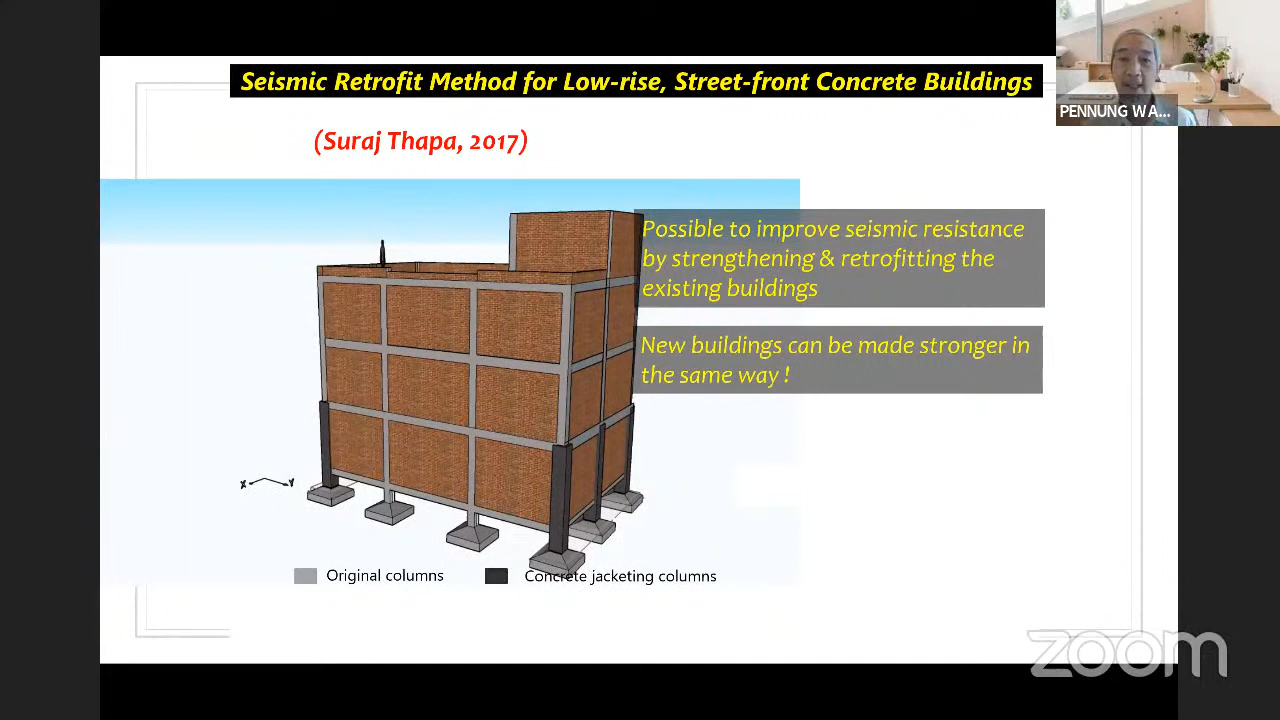 Seismic Retrofit Method for Low-rise, Street-front Concrete Buildings
PENNUNG WA...
(Suraj Thapa, 2017)
Possible to improve seismic resistance
by strengthening & retrofitting the
existing buildings
New buildings can be made stronger in
the same way !
X Y
Original columns
Concrete jacketing columns
zoom